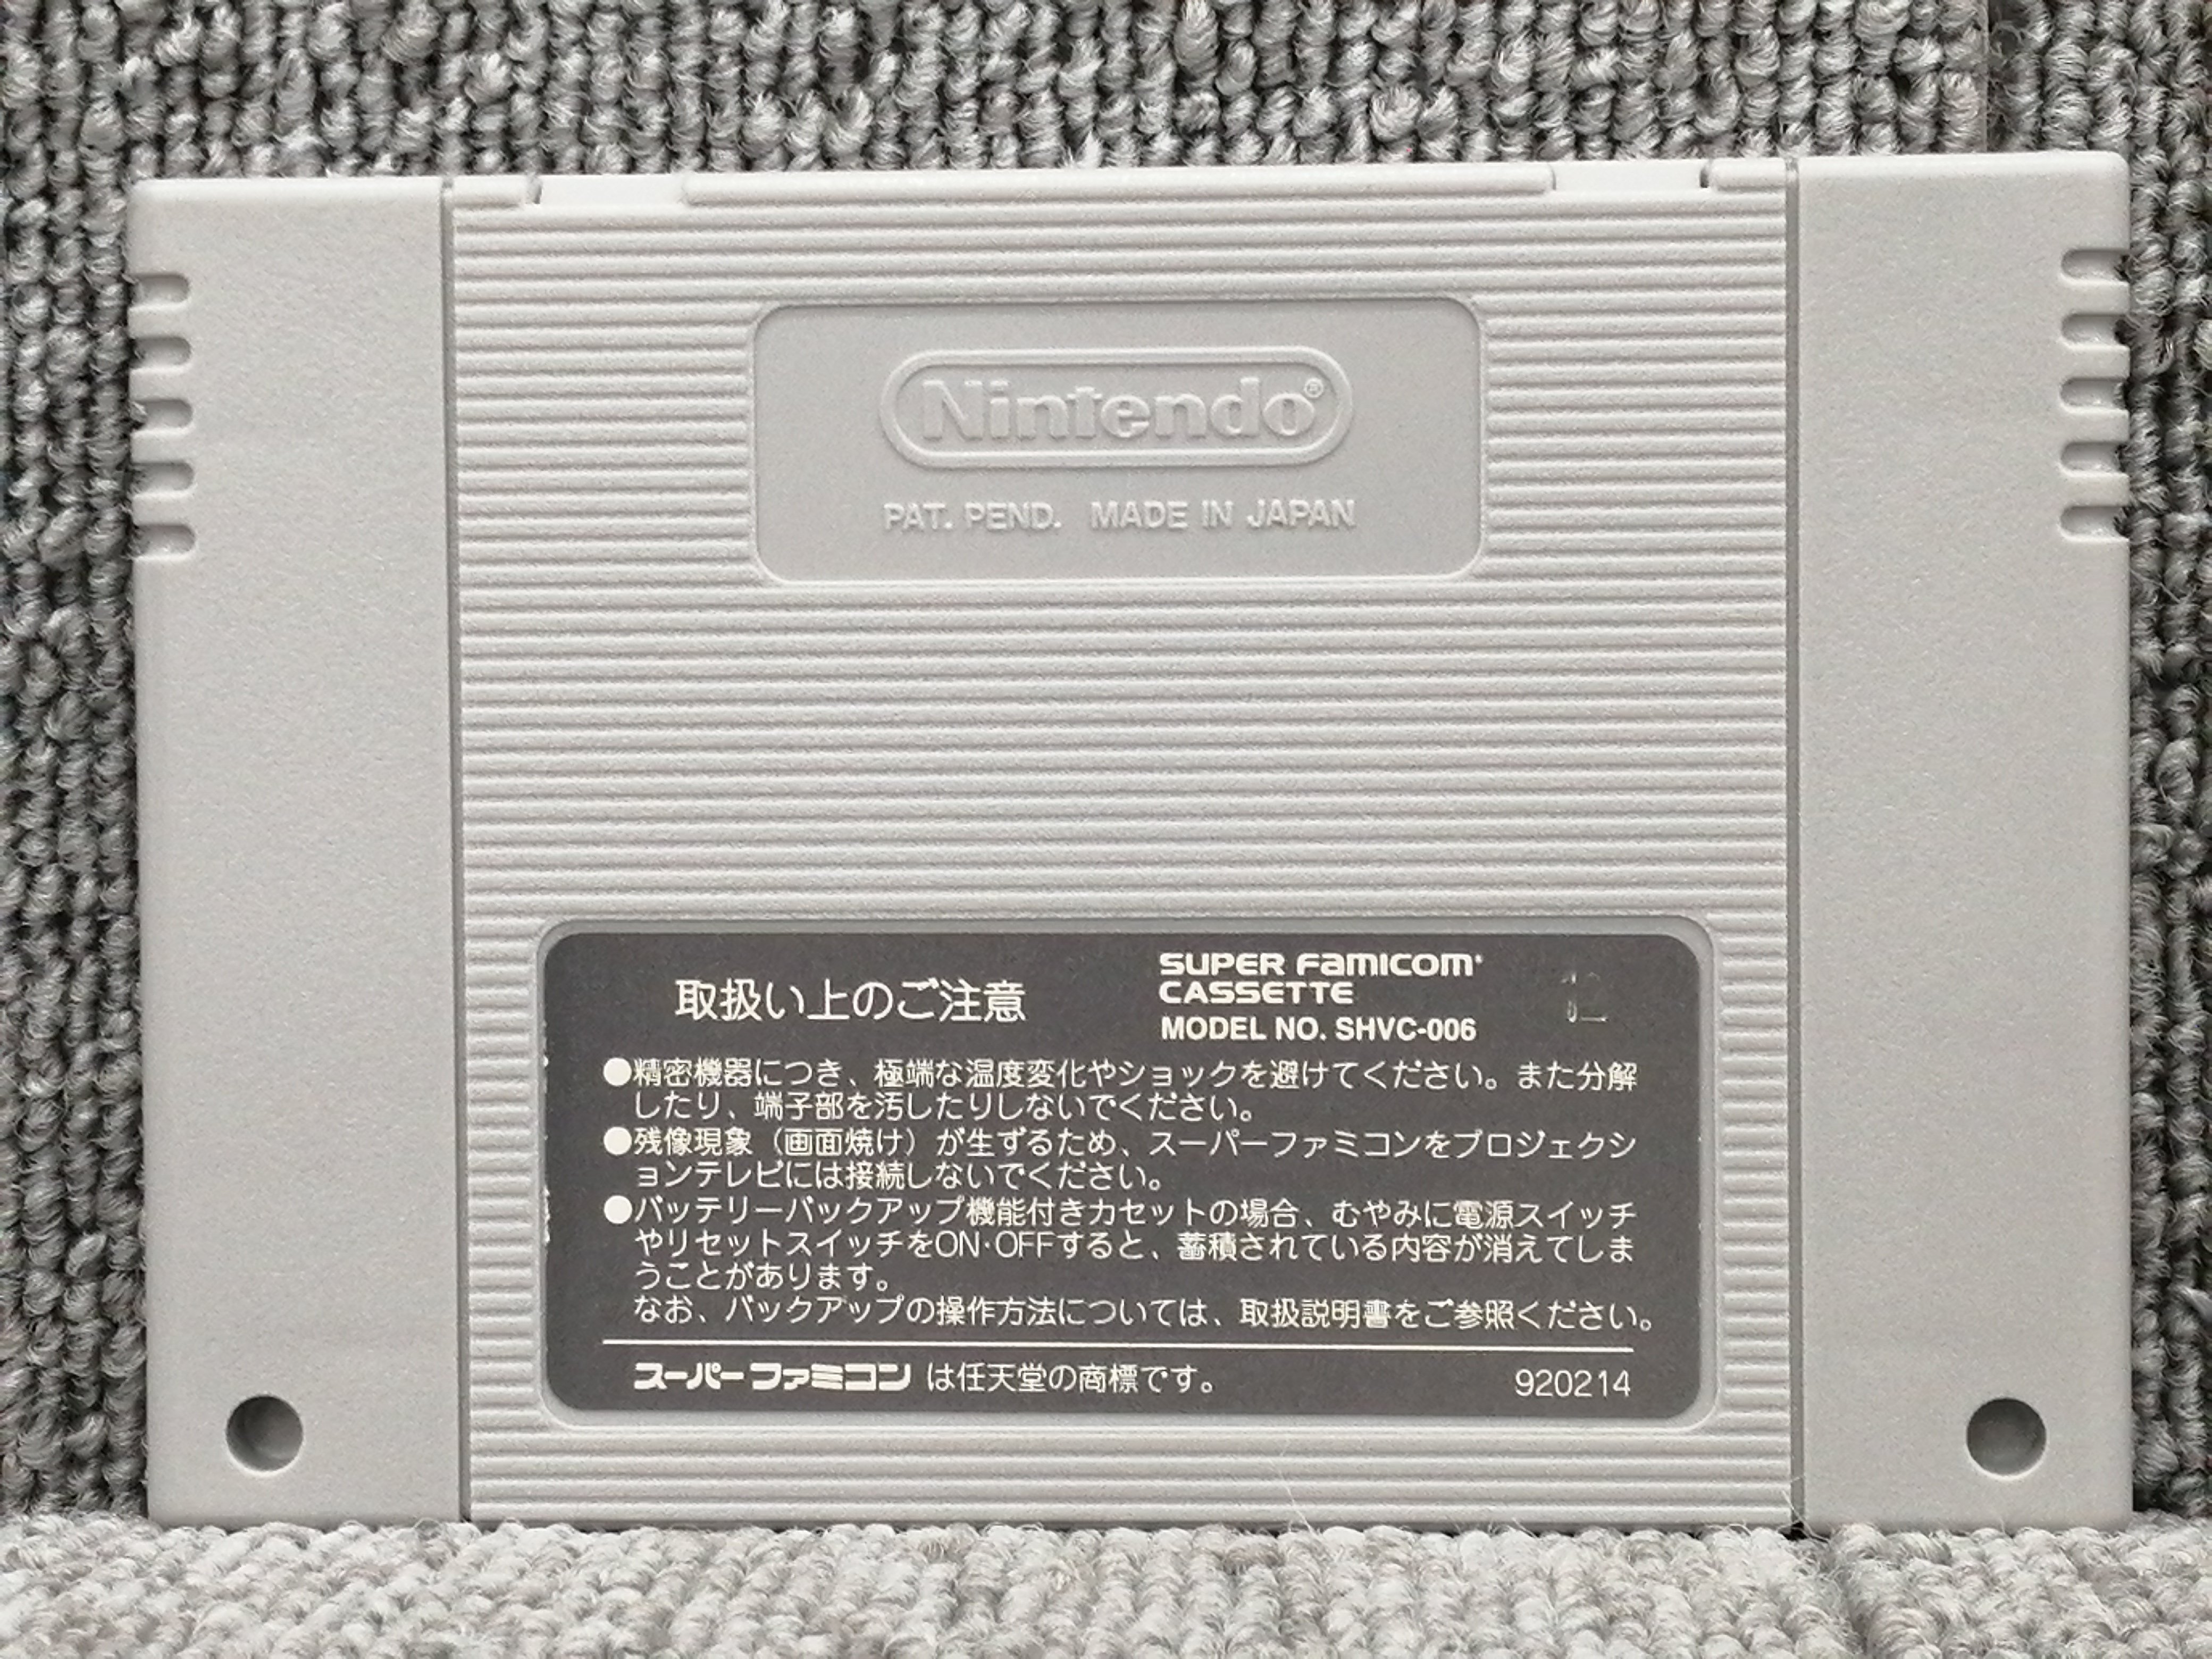 Nintendo®
PAT. PEND. MADE IN JAPAN
取扱い上のご注意
SUPER FAMICOM
CASSETTE
MODEL NO. SHVC-006
12
●精密機器につき、極端な温度変化やショックを避けてください。また分解
したり、端子部を汚したりしないでください。
●残像現象（画面焼け）が生ずるため、スーパーファミコンをプロジェクシ
ョンテレビには接続しないでください。
●バッテリーバックアップ機能付きカセットの場合、むやみに電源スイッチ
やリセットスイッチをON･OFFすると、蓄積されている内容が消えてしま
うことがあります。
なお、バックアップの操作方法については、取扱説明書をご参照ください。
スーパーファミコン は任天堂の商標です。
920214